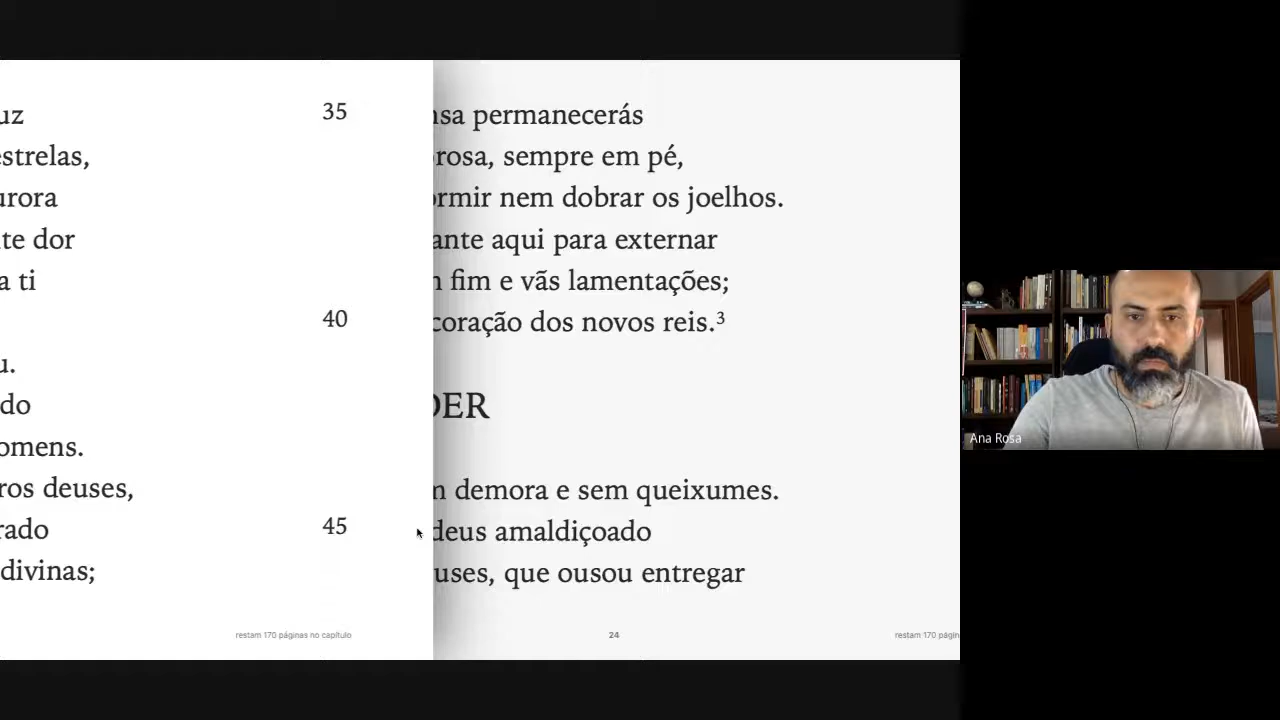 uz 35
estrelas,
urora
te dor
a ti
40
u.
do
omens.
ros deuses,
rado 45
divinas;
restam 170 páginas no capítulo
nsa permanecerás
rosa, sempre em pé,
ormir nem dobrar os joelhos.
ante aqui para externar
fim e vãs lamentações;
coração dos novos reis.³
DER
m demora e sem queixumes.
deus amaldiçoado
uses, que ousou entregar
24 restam 170 págin
Ana Rosa